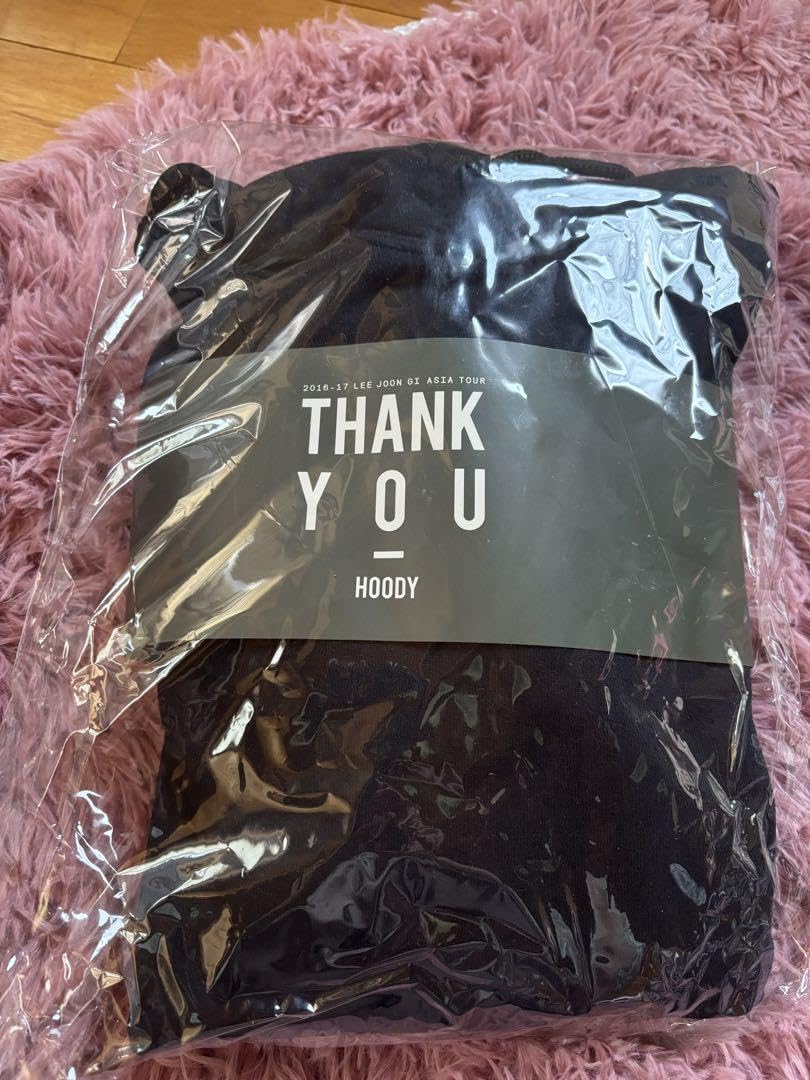 2016-17 LEE JOON GI ASIA TOUR
THANK
YOU
HOODY